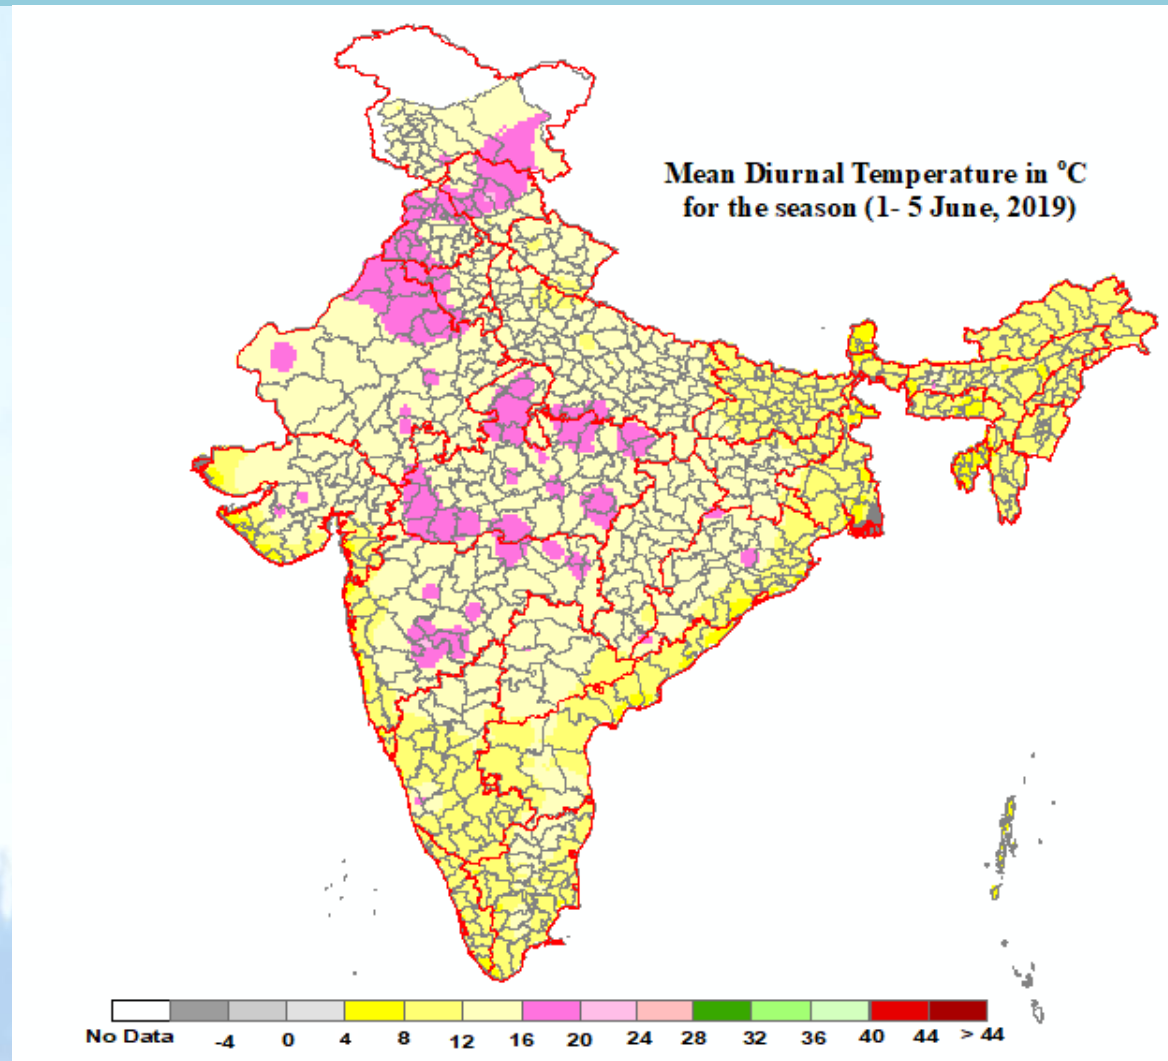 Mean Diurnal Temperature in °C
for the season (1- 5 June, 2019)
No Data -4 0 4 8 12 16 20 24 28 32 36 40 44 > 44